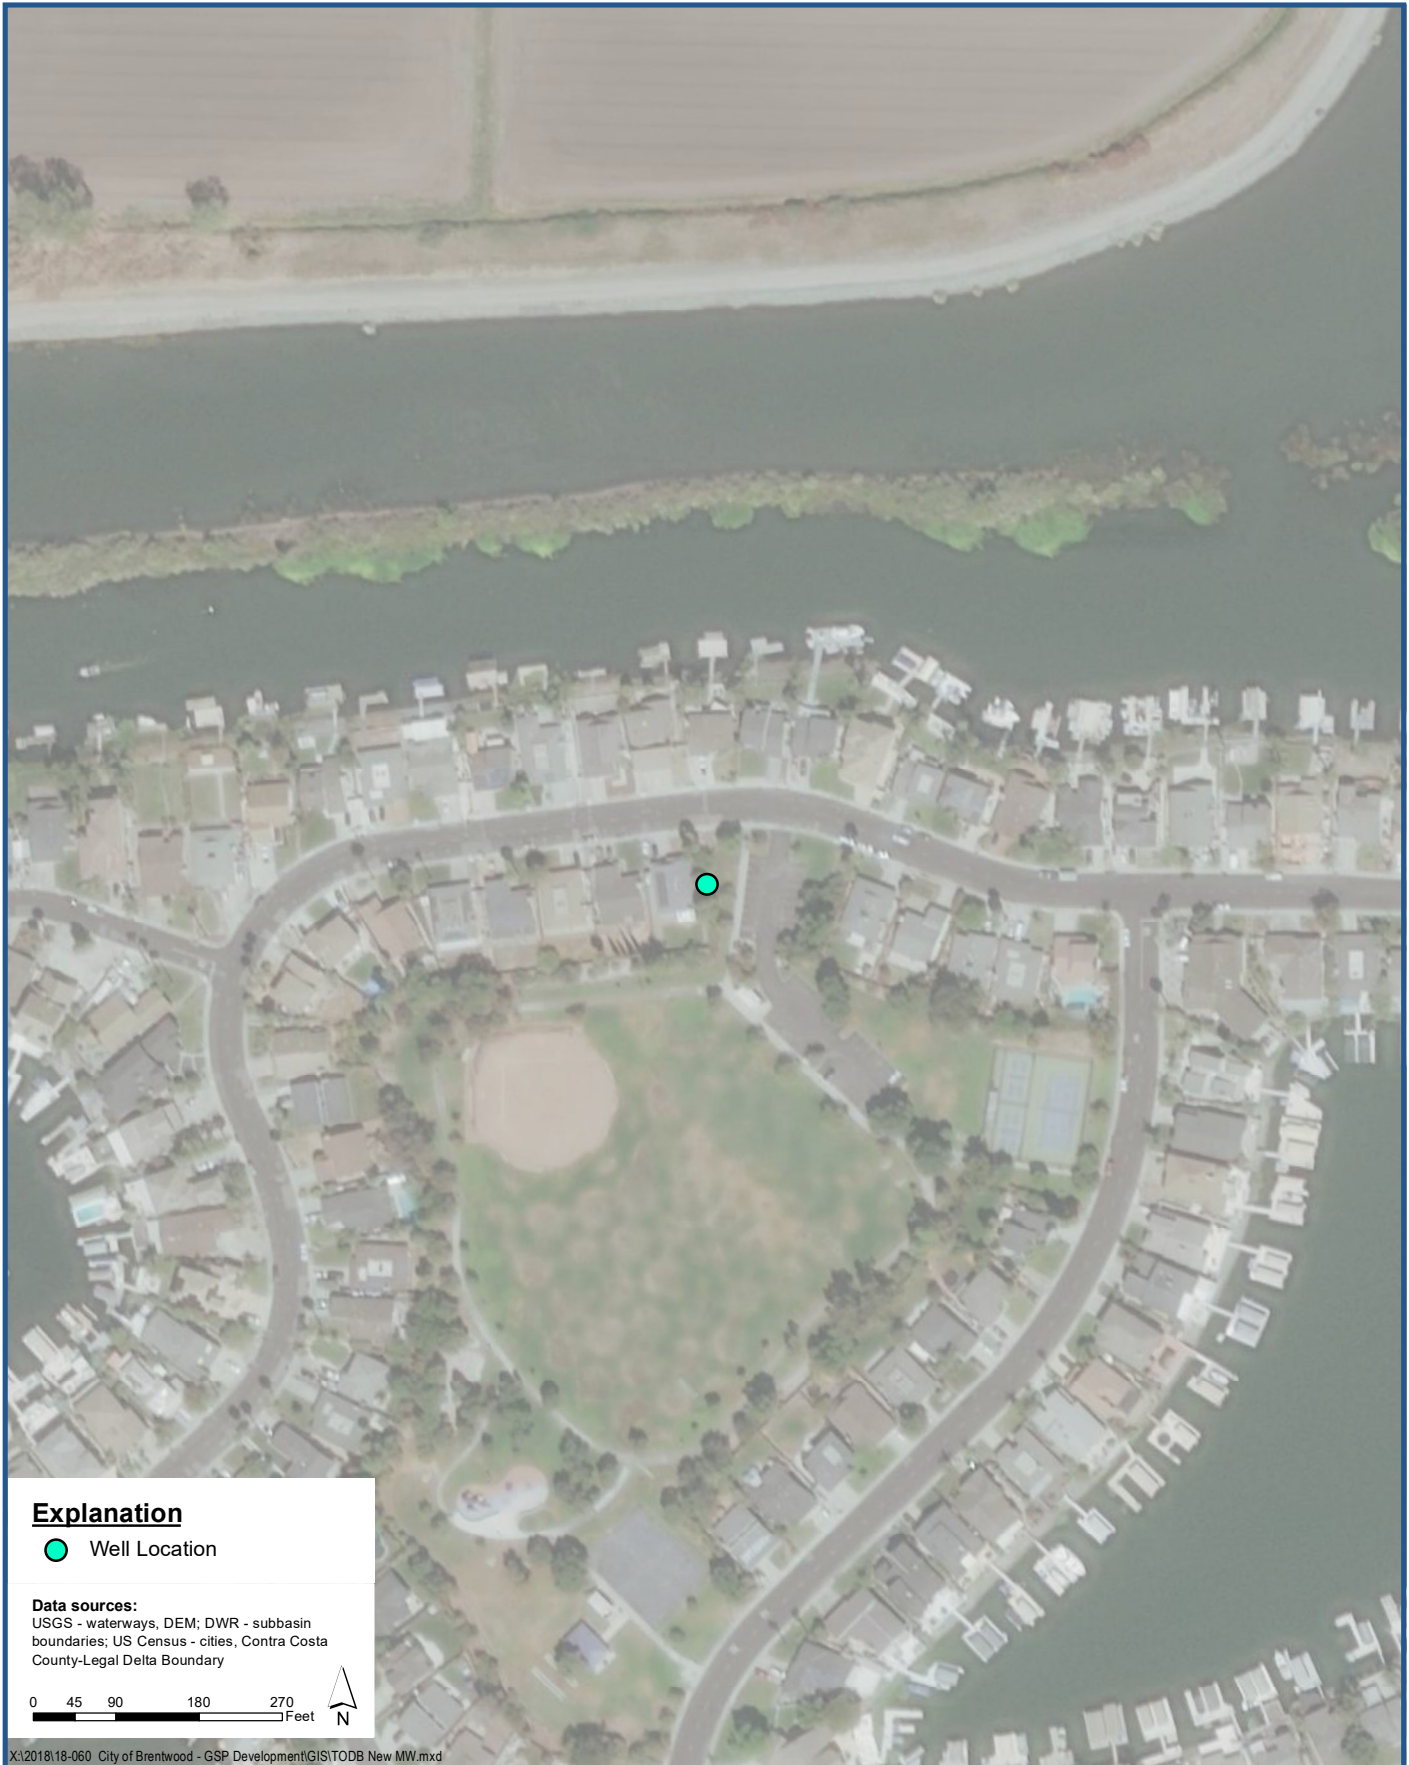 Explanation
Well Location
Data sources:
USGS - waterways, DEM; DWR - subbasin
boundaries; US Census - cities, Contra Costa
County-Legal Delta Boundary
0 45 90 180 270
Feet
N
X:\2018\18-060 City of Brentwood - GSP Development\GIS\TODB New MW.mxd